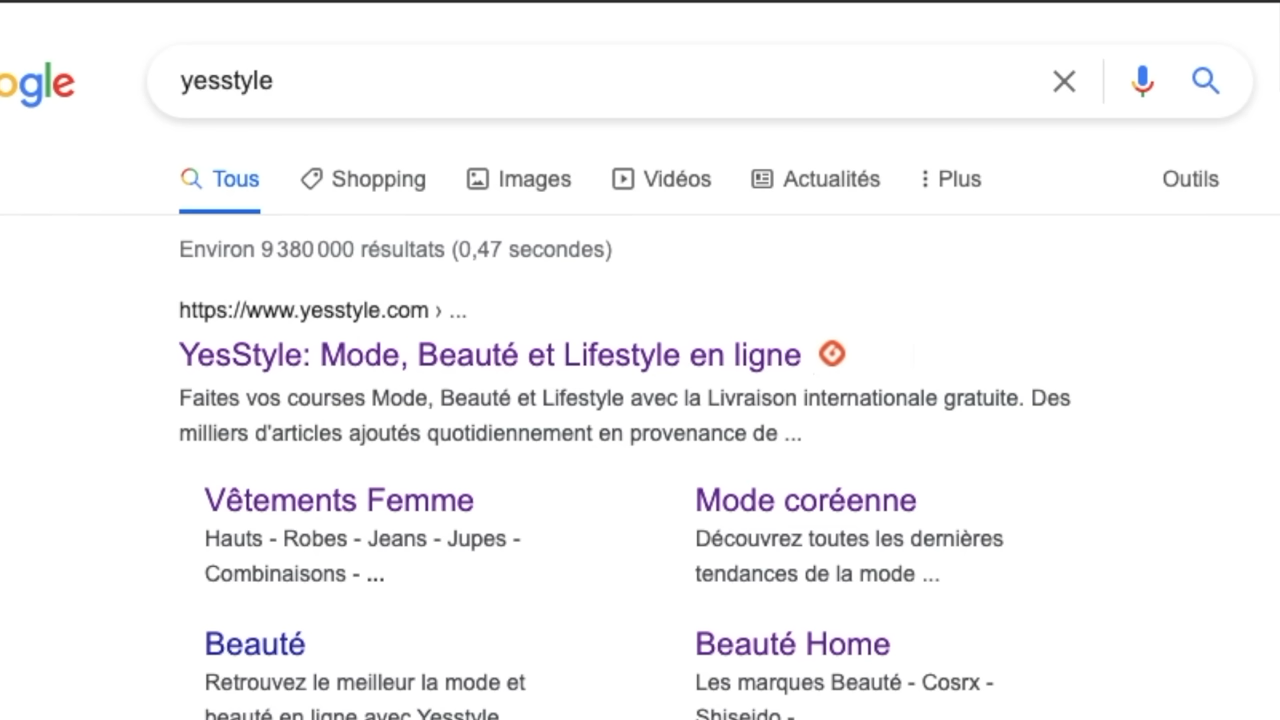 ogle
yesstyle
Tous Shopping Images Vidéos Actualités Plus Outils
Environ 9 380 000 résultats (0,47 secondes)
https://www.yesstyle.com › ...
YesStyle: Mode, Beauté et Lifestyle en ligne
Faites vos courses Mode, Beauté et Lifestyle avec la Livraison internationale gratuite. Des
milliers d'articles ajoutés quotidiennement en provenance de ...
Vêtements Femme
Hauts - Robes - Jeans - Jupes -
Combinaisons - ...
Mode coréenne
Découvrez toutes les dernières
tendances de la mode ...
Beauté
Retrouvez le meilleur la mode et
beauté en ligne avec Yesstyle
Beauté Home
Les marques Beauté - Cosrx -
Shiseido -